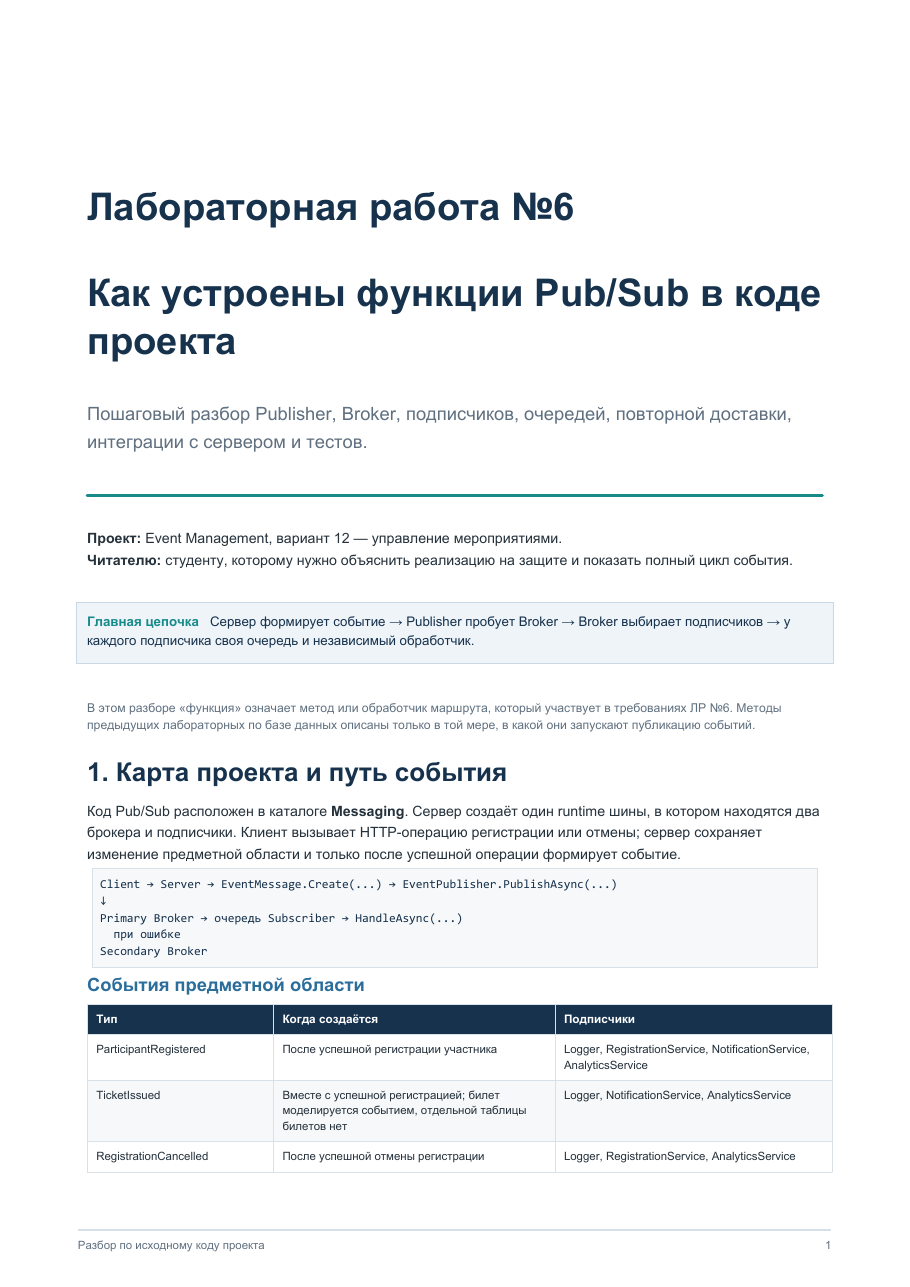 Лабораторная работа №6
Как устроены функции Pub/Sub в коде
проекта
Пошаговый разбор Publisher, Broker, подписчиков, очередей, повторной доставки,
интеграции с сервером и тестов.
Проект: Event Management, вариант 12 — управление мероприятиями.
Читателю: студенту, которому нужно объяснить реализацию на защите и показать полный цикл события.
Главная цепочка Сервер формирует событие → Publisher пробует Broker → Broker выбирает подписчиков → у
каждого подписчика своя очередь и независимый обработчик.
В этом разборе «функция» означает метод или обработчик маршрута, который участвует в требованиях ЛР №6. Методы
предыдущих лабораторных по базе данных описаны только в той мере, в какой они запускают публикацию событий.
1. Карта проекта и путь события
Код Pub/Sub расположен в каталоге Messaging. Сервер создаёт один runtime шины, в котором находятся два
брокера и подписчики. Клиент вызывает HTTP-операцию регистрации или отмены; сервер сохраняет
изменение предметной области и только после успешной операции формирует событие.
Client → Server → EventMessage.Create(...) → EventPublisher.PublishAsync(...)
↓
Primary Broker → очередь Subscriber → HandleAsync(...)
при ошибке
Secondary Broker
События предметной области
Тип Когда создаётся Подписчики
ParticipantRegistered После успешной регистрации участника Logger, RegistrationService, NotificationService,
AnalyticsService
TicketIssued Вместе с успешной регистрацией; билет Logger, NotificationService, AnalyticsService
моделируется событием, отдельной таблицы
билетов нет
RegistrationCancelled После успешной отмены регистрации Logger, RegistrationService, AnalyticsService
Разбор по исходному коду проекта 1